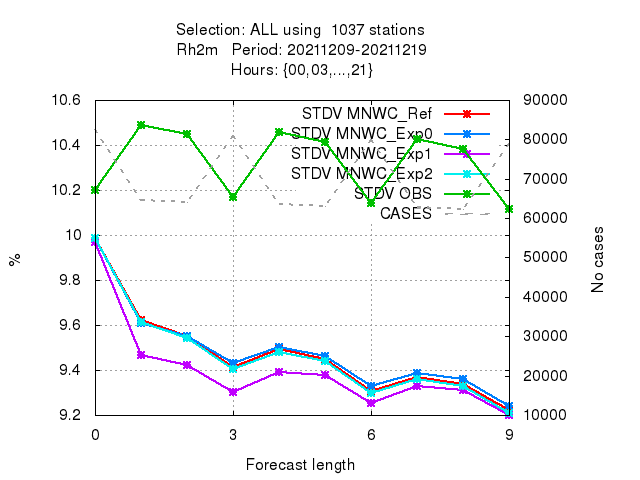 Selection: ALL using  1037 stations
Rh2m   Period: 20211209-20211219
Hours: {00,03,...,21}
10.6
10.4
10.2
10
9.8
9.6
9.4
9.2
90000
80000
70000
60000
50000
40000
30000
20000
10000
STDV MNWC_Ref
STDV MNWC_Exp0
STDV MNWC_Exp1
STDV MNWC_Exp2
STDV OBS
CASES
%
No cases
0
3
6
9
Forecast length